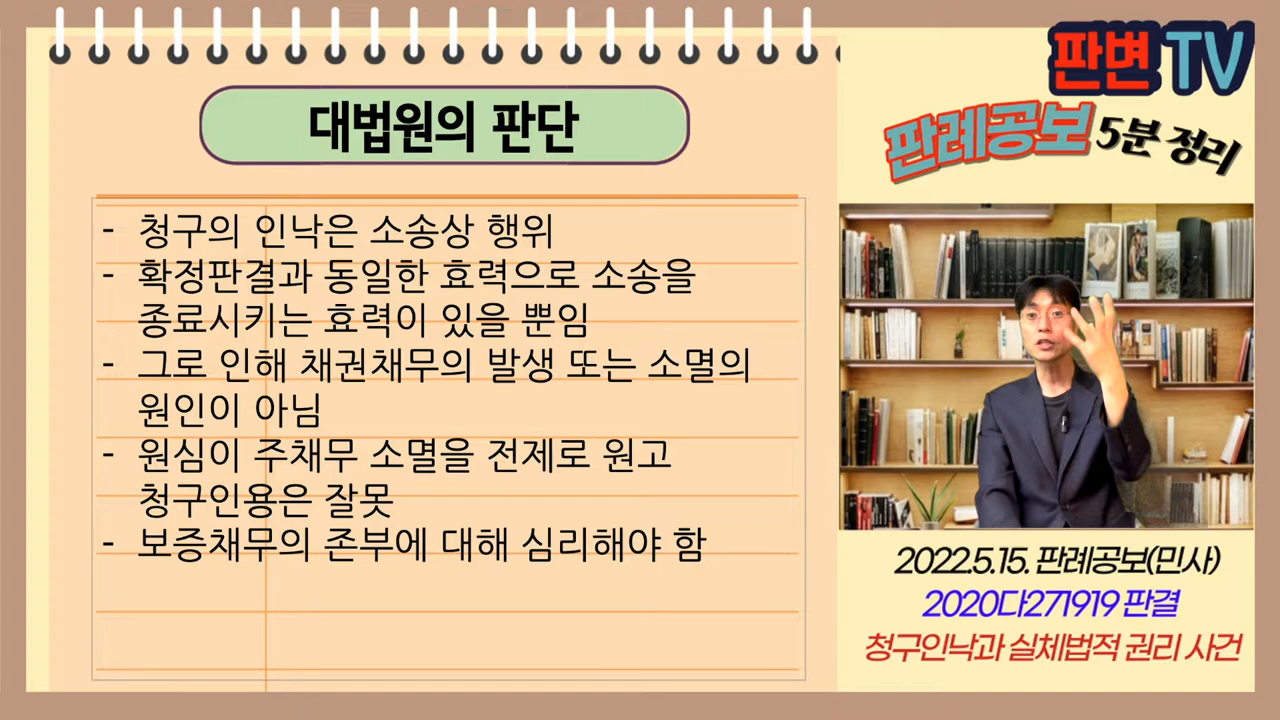 대법원의 판단
- 청구의 인낙은 소송상 행위
- 확정판결과 동일한 효력으로 소송을
종료시키는 효력이 있을 뿐임
- 그로 인해 채권채무의 발생 또는 소멸의
원인이 아님
- 원심이 주채무 소멸을 전제로 원고
청구인용은 잘못
- 보증채무의 존부에 대해 심리해야 함
판변 TV
판례공보 5분 정리
2022.5.15. 판례공보(민사)
2020다271919 판결
청구인낙과 실체법적 권리 사건